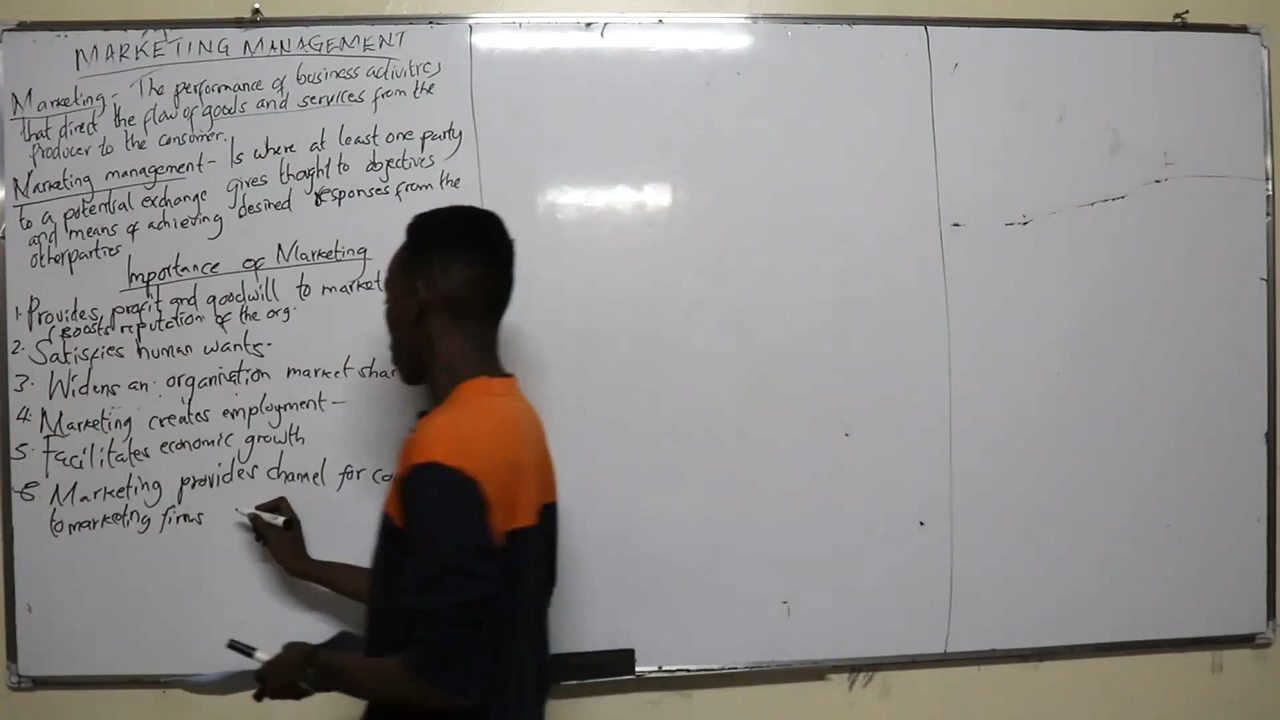 MARKETING MANAGEMENT
Marketing - The performance of business activities
that direct the flow of goods and services from the
producer to the consumer.
Marketing management - Is where at least one party
to a potential exchange gives thought to objectives
and means of achieving desired responses from the
other parties
Importance of Marketing
1. Provides profit and goodwill to market
(Boosts reputation of the org.
2. Satisfies human wants.
3. Widens an organisation market shar
4. Marketing creates employment -
5. Facilitates economic growth
6. Marketing provides channel for co
to marketing firms